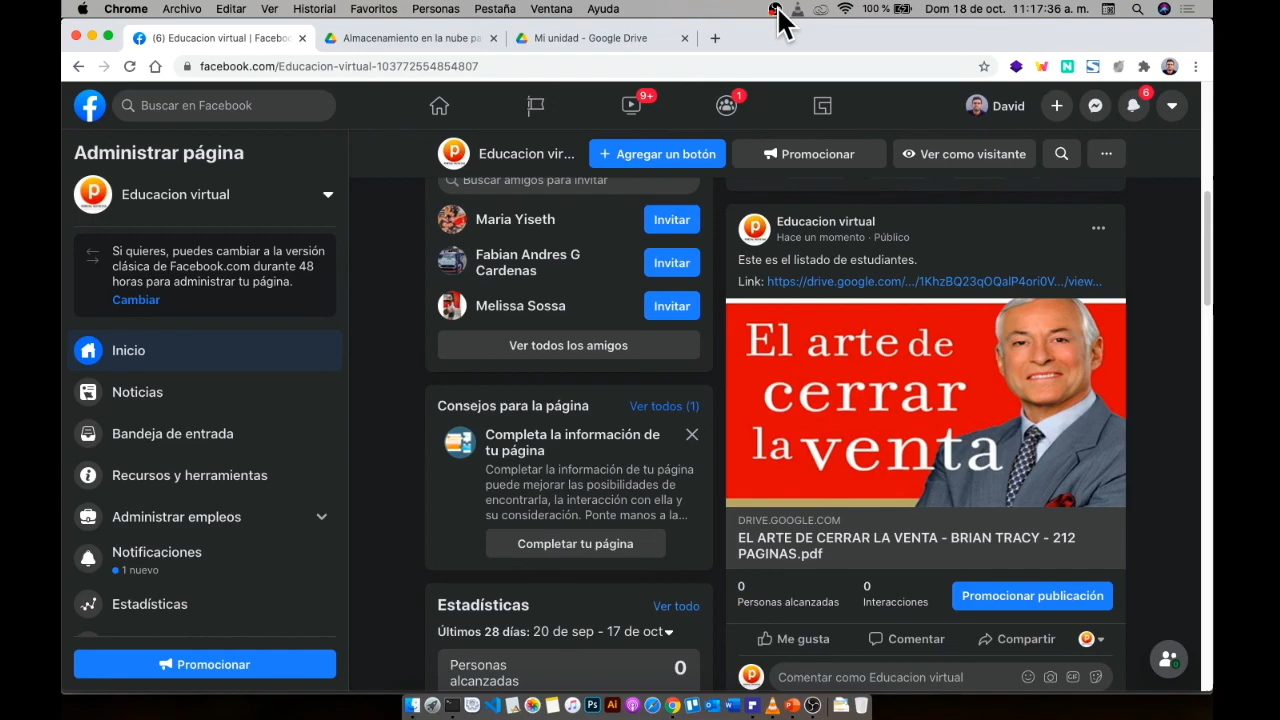 Chrome Archivo Editar Ver Historial Favoritos Personas Pestaña Ventana Ayuda 100 % Dom 18 de oct. 11:17:36 a. m.
(6) Educacion virtual | Faceboo
Almacenamiento en la nube pa
Mi unidad - Google Drive
facebook.com/Educacion-virtual-103772554854807
Buscar en Facebook
9+
1
David
6
Administrar página
Educacion virtual
Si quieres, puedes cambiar a la versión
clásica de Facebook.com durante 48
horas para administrar tu página.
Cambiar
Inicio
Noticias
Bandeja de entrada
Recursos y herramientas
Administrar empleos
Notificaciones
1 nuevo
Estadísticas
Promocionar
Educacion vir...
+ Agregar un botón
Promocionar
Ver como visitante
Buscar amigos para invitar
Maria Yiseth
Invitar
Fabian Andres G
Cardenas
Invitar
Melissa Sossa
Invitar
Ver todos los amigos
Consejos para la página
Ver todos (1)
Completa la información de
tu página
Completar la información de tu página
puede mejorar las posibilidades de
encontrarla, la interacción con ella y
su consideración. Ponte manos a la...
Completar tu página
Estadísticas
Ver todo
Últimos 28 días: 20 de sep - 17 de oct
Personas
alcanzadas
0
Educacion virtual
Hace un momento · Público
Este es el listado de estudiantes.
Link: https://drive.google.com/.../1KhzBQ23qOQalP4ori0V.../view...
El arte de
cerrar
la venta
DRIVE.GOOGLE.COM
EL ARTE DE CERRAR LA VENTA - BRIAN TRACY - 212
PAGINAS.pdf
0
Personas alcanzadas
0
Interacciones
Promocionar publicación
Me gusta
Comentar
Compartir
Comentar como Educacion virtual